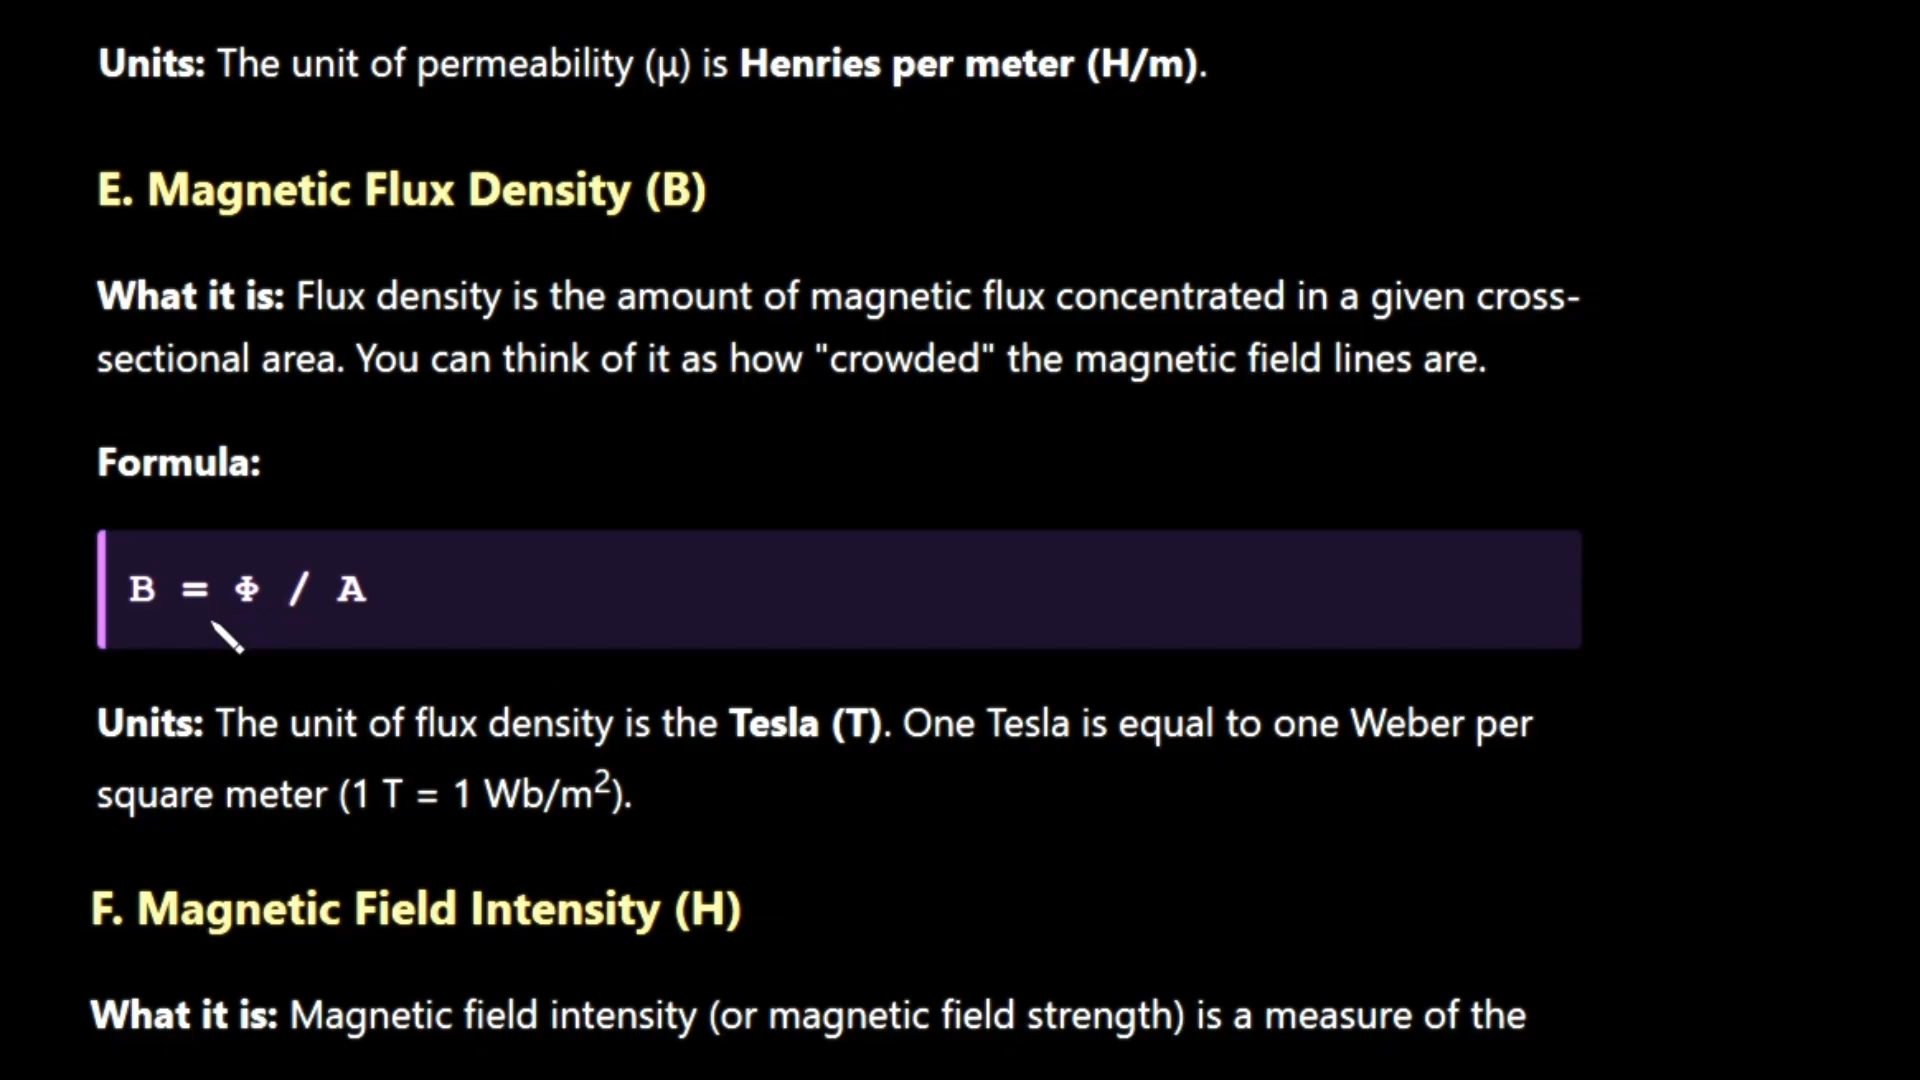 Units: The unit of permeability (μ) is Henries per meter (H/m).
E. Magnetic Flux Density (B)
What it is: Flux density is the amount of magnetic flux concentrated in a given cross-
sectional area. You can think of it as how "crowded" the magnetic field lines are.
Formula:
B = Φ / A
Units: The unit of flux density is the Tesla (T). One Tesla is equal to one Weber per
square meter (1 T = 1 Wb/m²).
F. Magnetic Field Intensity (H)
What it is: Magnetic field intensity (or magnetic field strength) is a measure of the